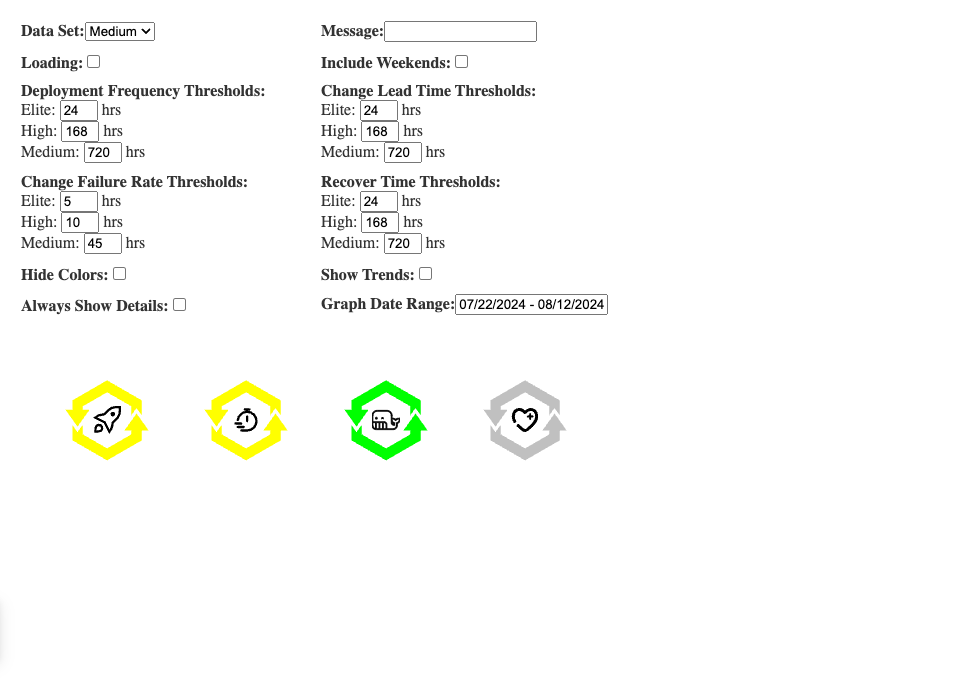 Data Set: Medium
Message:
Loading:
Include Weekends:
Deployment Frequency Thresholds:
Elite: 24 hrs
High: 168 hrs
Medium: 720 hrs
Change Lead Time Thresholds:
Elite: 24 hrs
High: 168 hrs
Medium: 720 hrs
Change Failure Rate Thresholds:
Elite: 5 hrs
High: 10 hrs
Medium: 45 hrs
Recover Time Thresholds:
Elite: 24 hrs
High: 168 hrs
Medium: 720 hrs
Hide Colors:
Show Trends:
Always Show Details:
Graph Date Range: 07/22/2024 - 08/12/2024